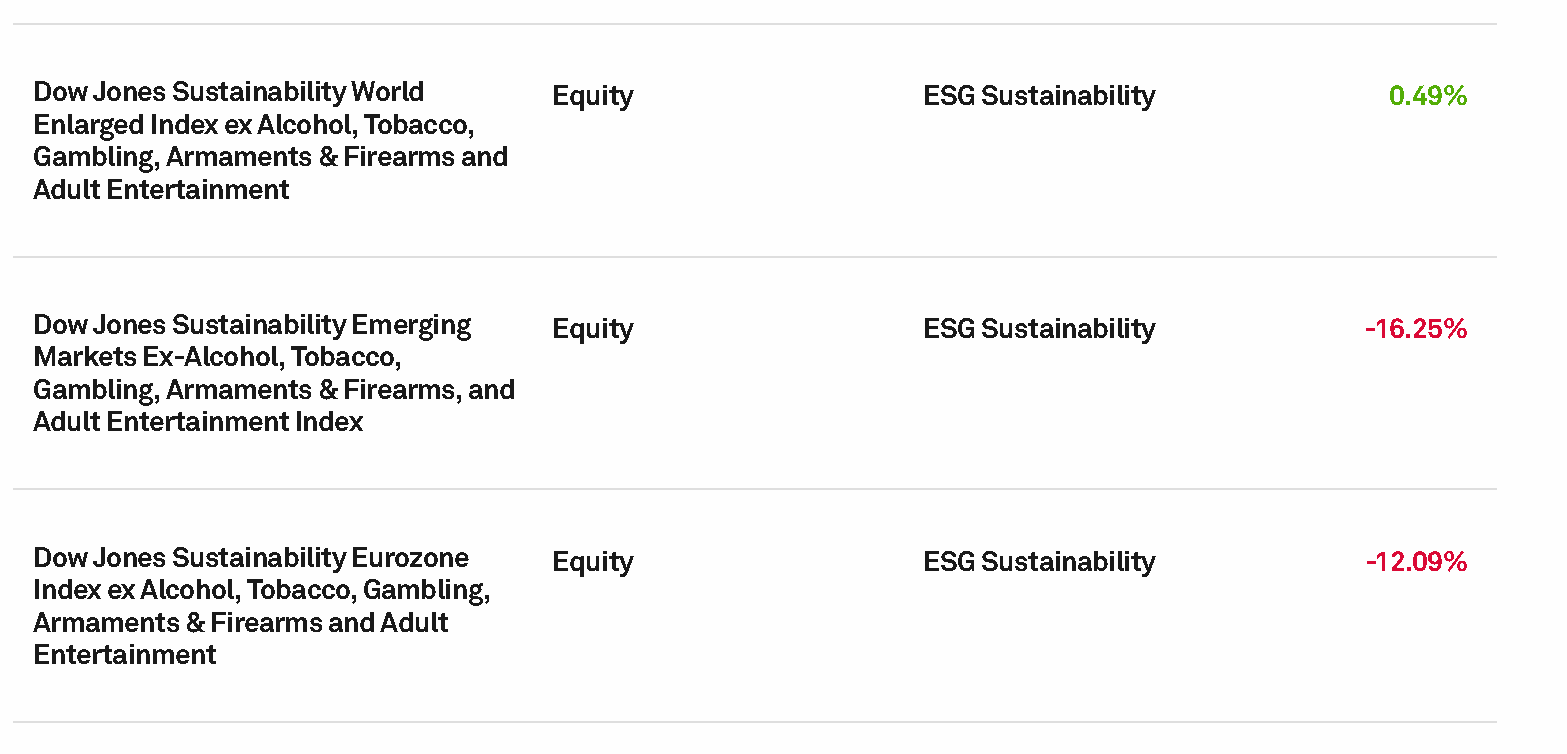 Dow Jones Sustainability World
Enlarged Index ex Alcohol, Tobacco,
Gambling, Armaments & Firearms and
Adult Entertainment
Equity
ESG Sustainability
0.49%
Dow Jones Sustainability Emerging
Markets Ex-Alcohol, Tobacco,
Gambling, Armaments & Firearms, and
Adult Entertainment Index
Equity
ESG Sustainability
-16.25%
Dow Jones Sustainability Eurozone
Index ex Alcohol, Tobacco, Gambling,
Armaments & Firearms and Adult
Entertainment
Equity
ESG Sustainability
-12.09%